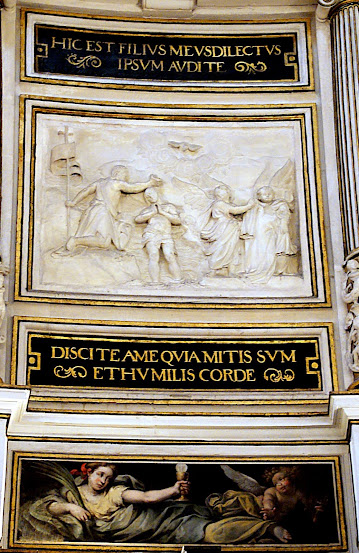 HIC EST FILIVS MEVS DILECTVS
IPSVM AVDITE
DISCITE A ME QVIA MITIS SVM
ET HVMILIS CORDE